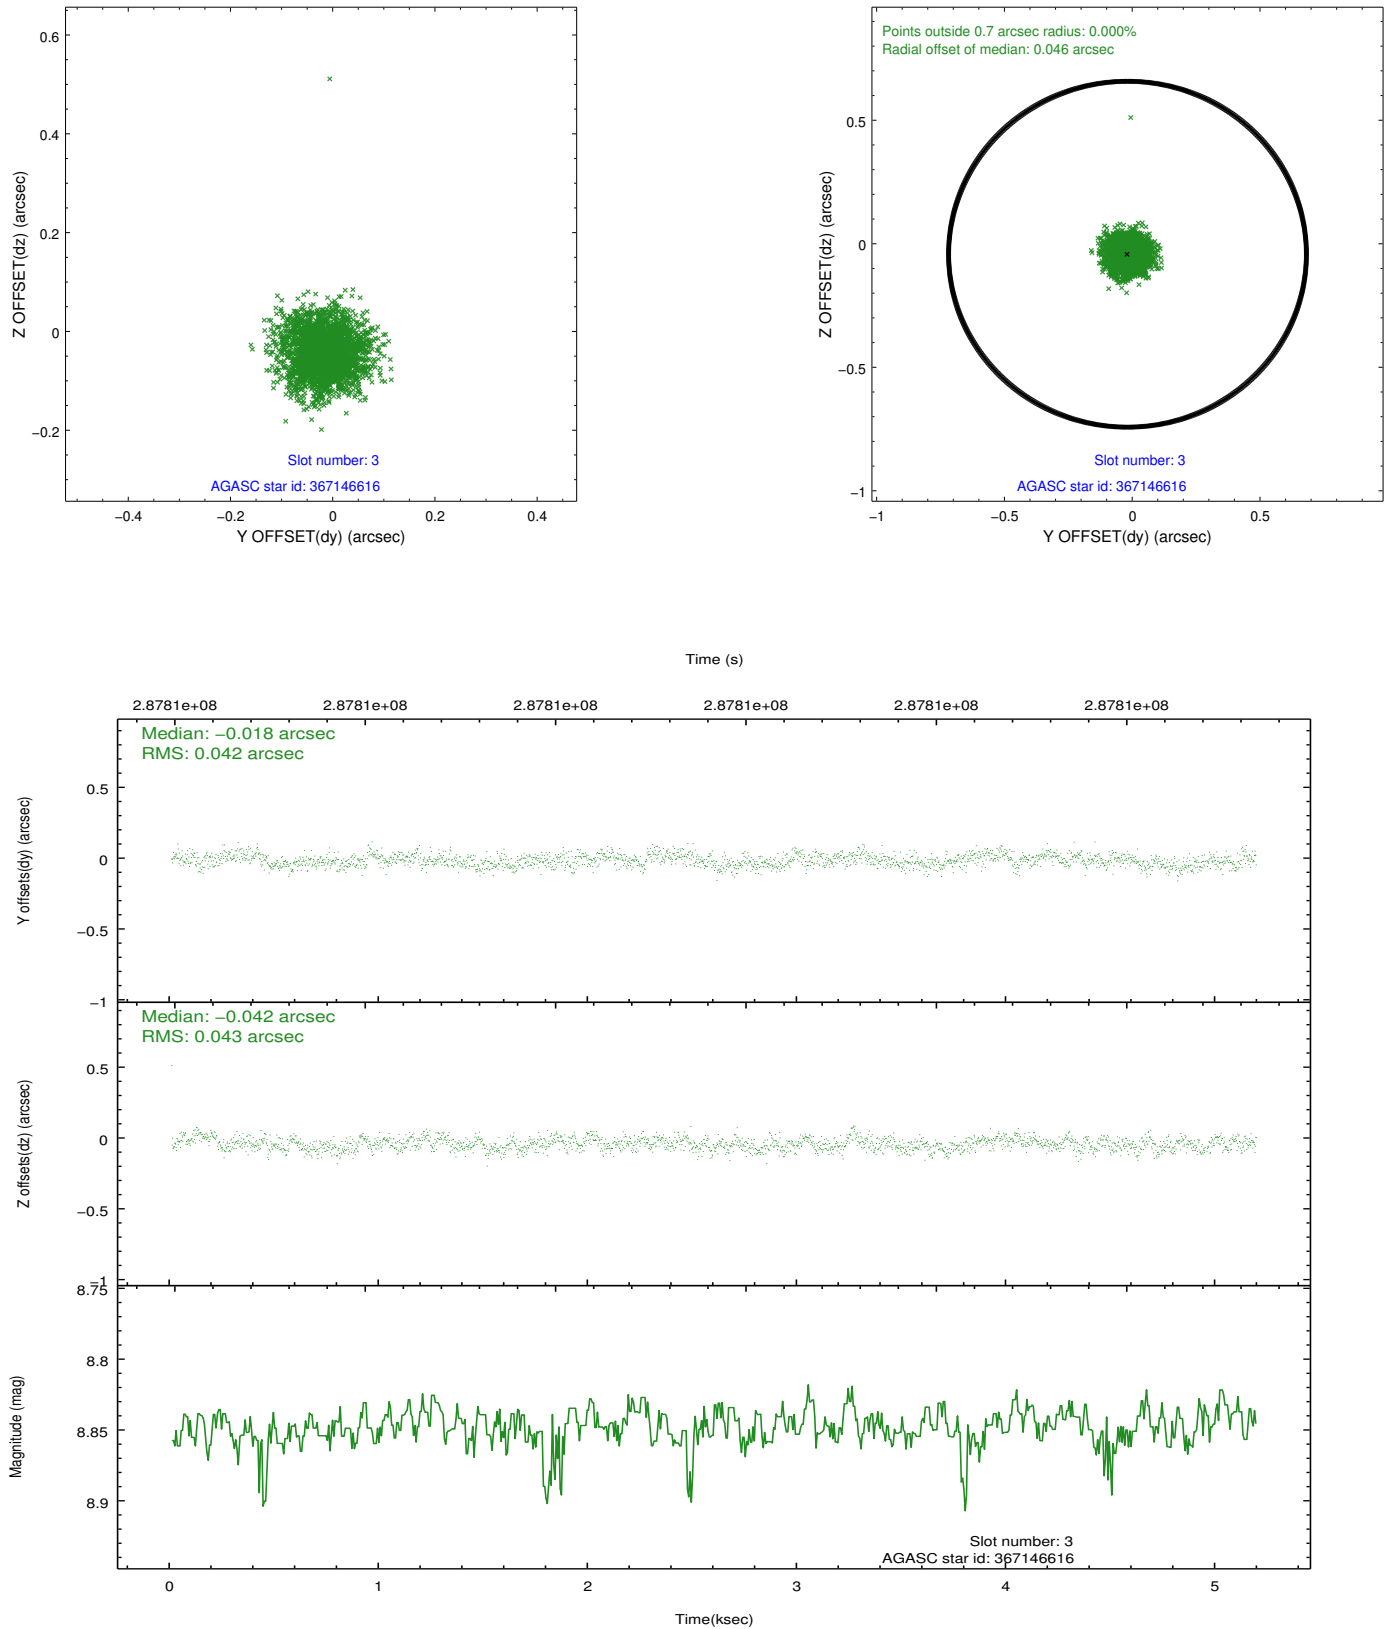 0.6
0.4
0.2
0
−0.2
Z OFFSET(dz) (arcsec)
Slot number: 3
AGASC star id: 367146616
−0.4 −0.2 0 0.2 0.4
Y OFFSET(dy) (arcsec)
Points outside 0.7 arcsec radius: 0.000%
Radial offset of median: 0.046 arcsec
0.5
0
−0.5
−1
Z OFFSET(dz) (arcsec)
Slot number: 3
AGASC star id: 367146616
−1 −0.5 0 0.5
Y OFFSET(dy) (arcsec)
Time (s)
2.8781e+08 2.8781e+08 2.8781e+08 2.8781e+08 2.8781e+08 2.8781e+08
Median: −0.018 arcsec
RMS: 0.042 arcsec
0.5
0
−0.5
−1
Y offsets(dy) (arcsec)
Median: −0.042 arcsec
RMS: 0.043 arcsec
0.5
0
−0.5
−1
Z offsets(dz) (arcsec)
8.75
8.8
8.85
8.9
Magnitude (mag)
Slot number: 3
AGASC star id: 367146616
0 1 2 3 4 5
Time(ksec)